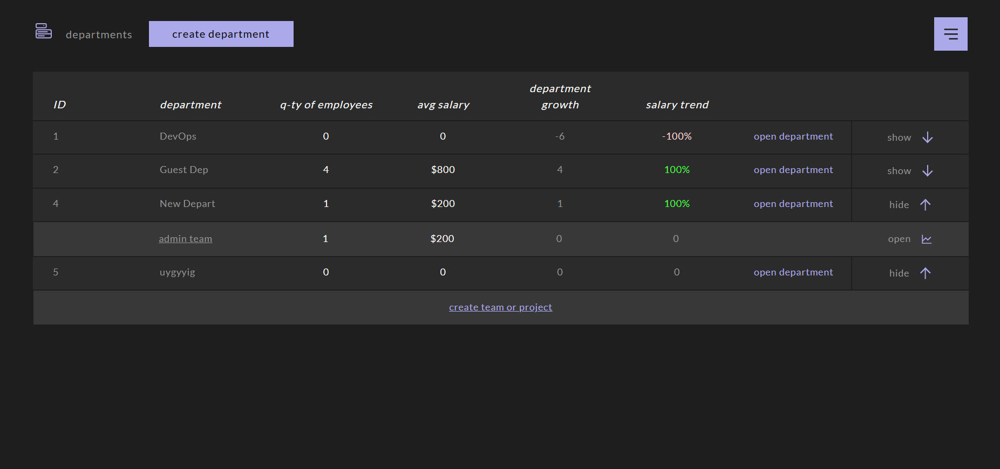 departments
create department
ID department q-ty of employees avg salary department growth salary trend
1 DevOps 0 0 -6 -100% open department show
2 Guest Dep 4 $800 4 100% open department show
4 New Depart 1 $200 1 100% open department hide
admin team 1 $200 0 0 open
5 uygyyig 0 0 0 0 open department hide
create team or project